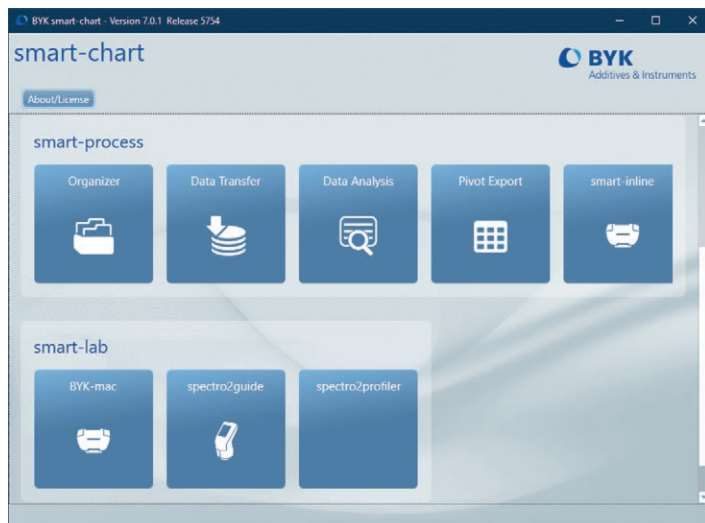 BYK smart-chart - Version 7.0.1 Release 5754
smart-chart
BYK
Additives & Instruments
About/License
smart-process
Organizer
Data Transfer
Data Analysis
Pivot Export
smart-inline
smart-lab
BYK-mac
spectro2guide
spectro2profiler